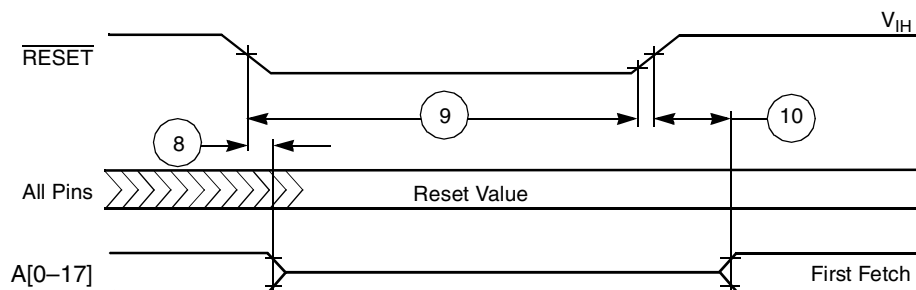 V_IH
RESET
9
10
8
All Pins
Reset Value
A[0–17]
First Fetch